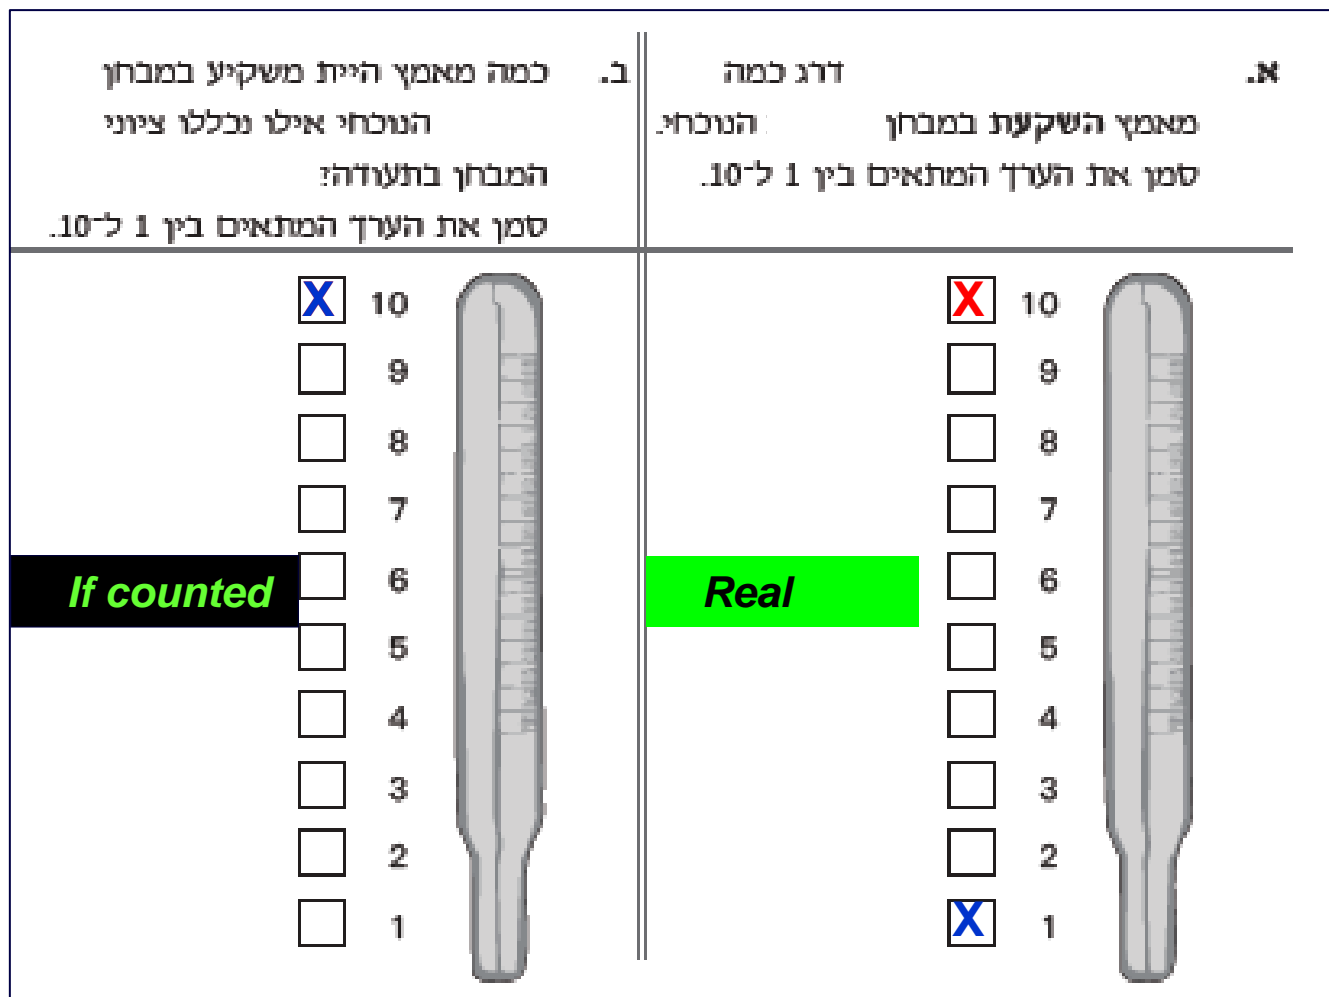 א. דרג כמה
מאמץ השקעת במבחן הנוכחי.
סמן את הערך המתאים בין 1 ל־10.
ב. כמה מאמץ היית משקיע במבחן
הנוכחי אילו נכללו ציוני
המבחן בתעודה?
סמן את הערך המתאים בין 1 ל־10.
X 10
9
8
7
6
5
4
3
2
X 1
Real
X 10
9
8
7
6
5
4
3
2
1
If counted